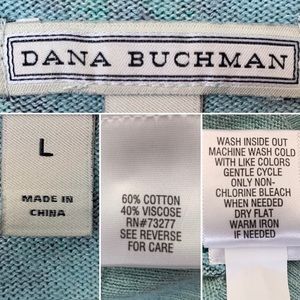 DANA BUCHMAN
L
MADE IN
CHINA
60% COTTON
40% VISCOSE
RN#73277
SEE REVERSE
FOR CARE
WASH INSIDE OUT
MACHINE WASH COLD
WITH LIKE COLORS
GENTLE CYCLE
ONLY NON-
CHLORINE BLEACH
WHEN NEEDED
DRY FLAT
WARM IRON
IF NEEDED